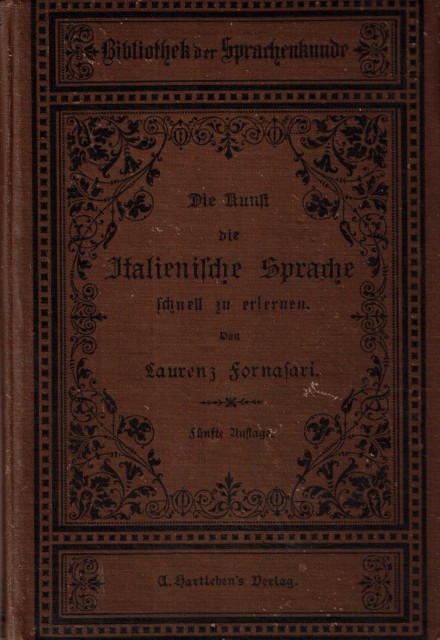 Bibliothek der Sprachenkunde
Die Kunst
die
Italienische Sprache
schnell zu erlernen.
Von
Laurenz Fornasari.
Fünfte Auflage.
A. Hartleben's Verlag.